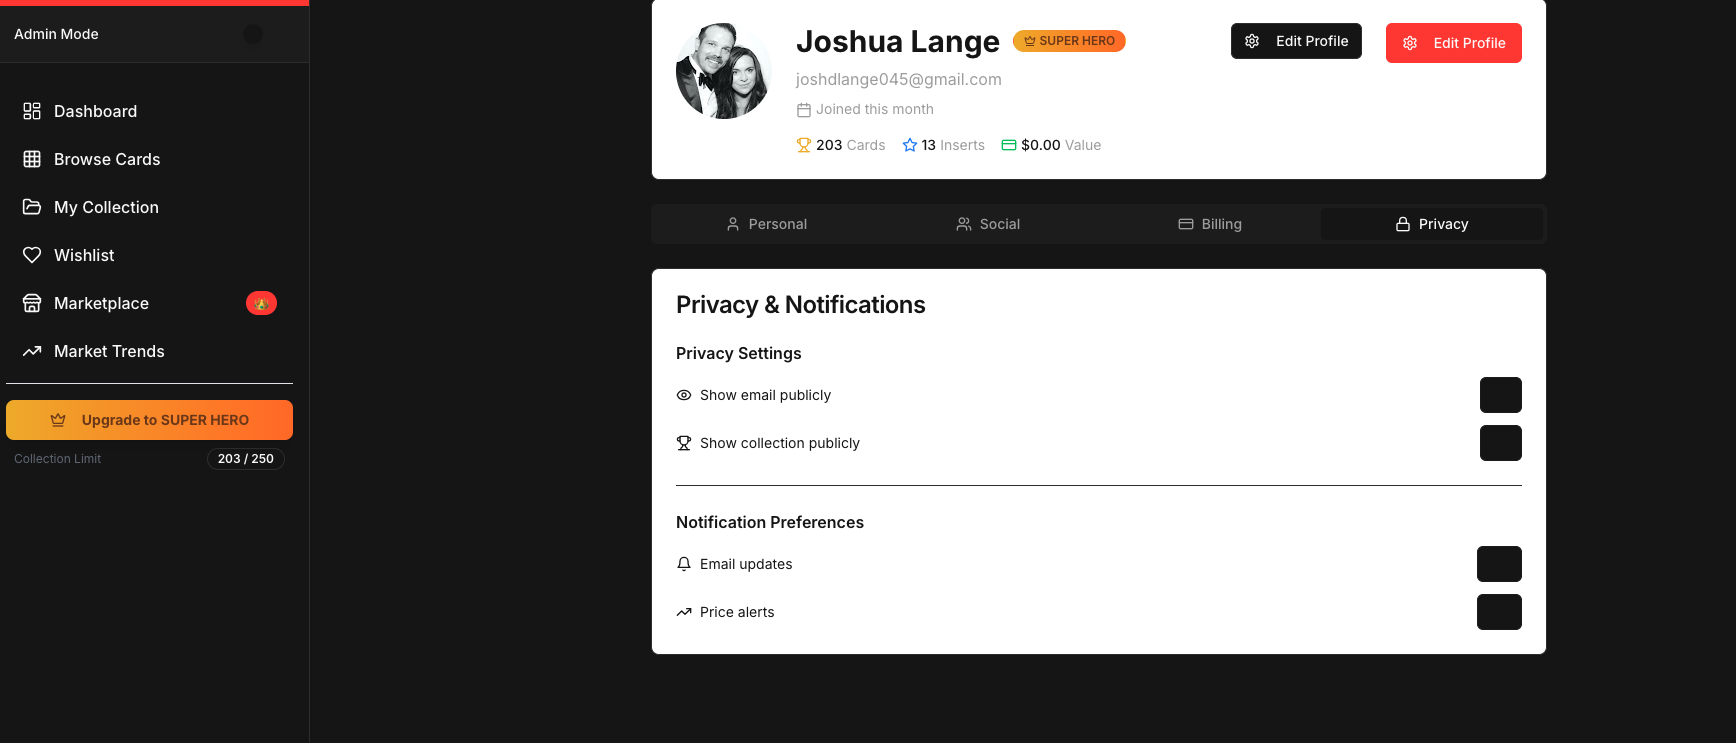 Admin Mode
Dashboard
Browse Cards
My Collection
Wishlist
Marketplace
Market Trends
Upgrade to SUPER HERO
Collection Limit
203 / 250
Joshua Lange
SUPER HERO
joshdlange045@gmail.com
Joined this month
203 Cards
13 Inserts
$0.00 Value
Edit Profile
Edit Profile
Personal
Social
Billing
Privacy
Privacy & Notifications
Privacy Settings
Show email publicly
Show collection publicly
Notification Preferences
Email updates
Price alerts